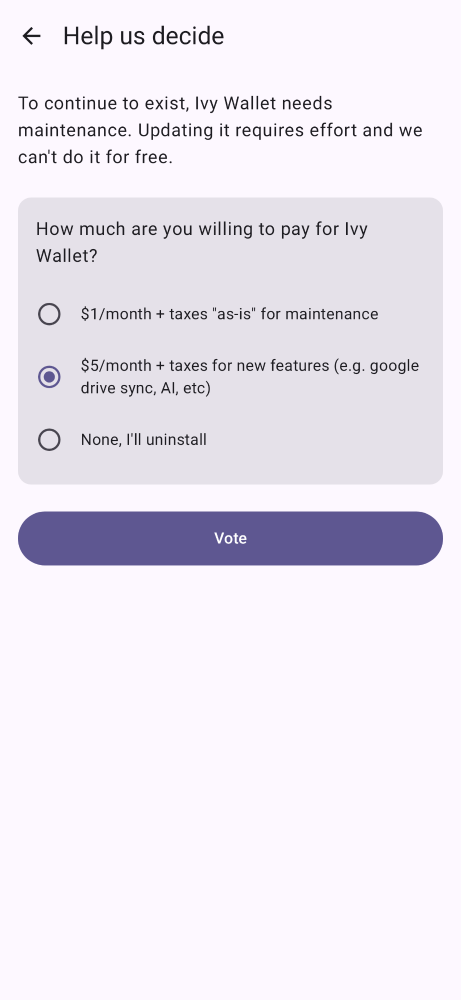 Help us decide
To continue to exist, Ivy Wallet needs
maintenance. Updating it requires effort and we
can't do it for free.
How much are you willing to pay for Ivy
Wallet?
$1/month + taxes "as-is" for maintenance
$5/month + taxes for new features (e.g. google
drive sync, AI, etc)
None, I'll uninstall
Vote